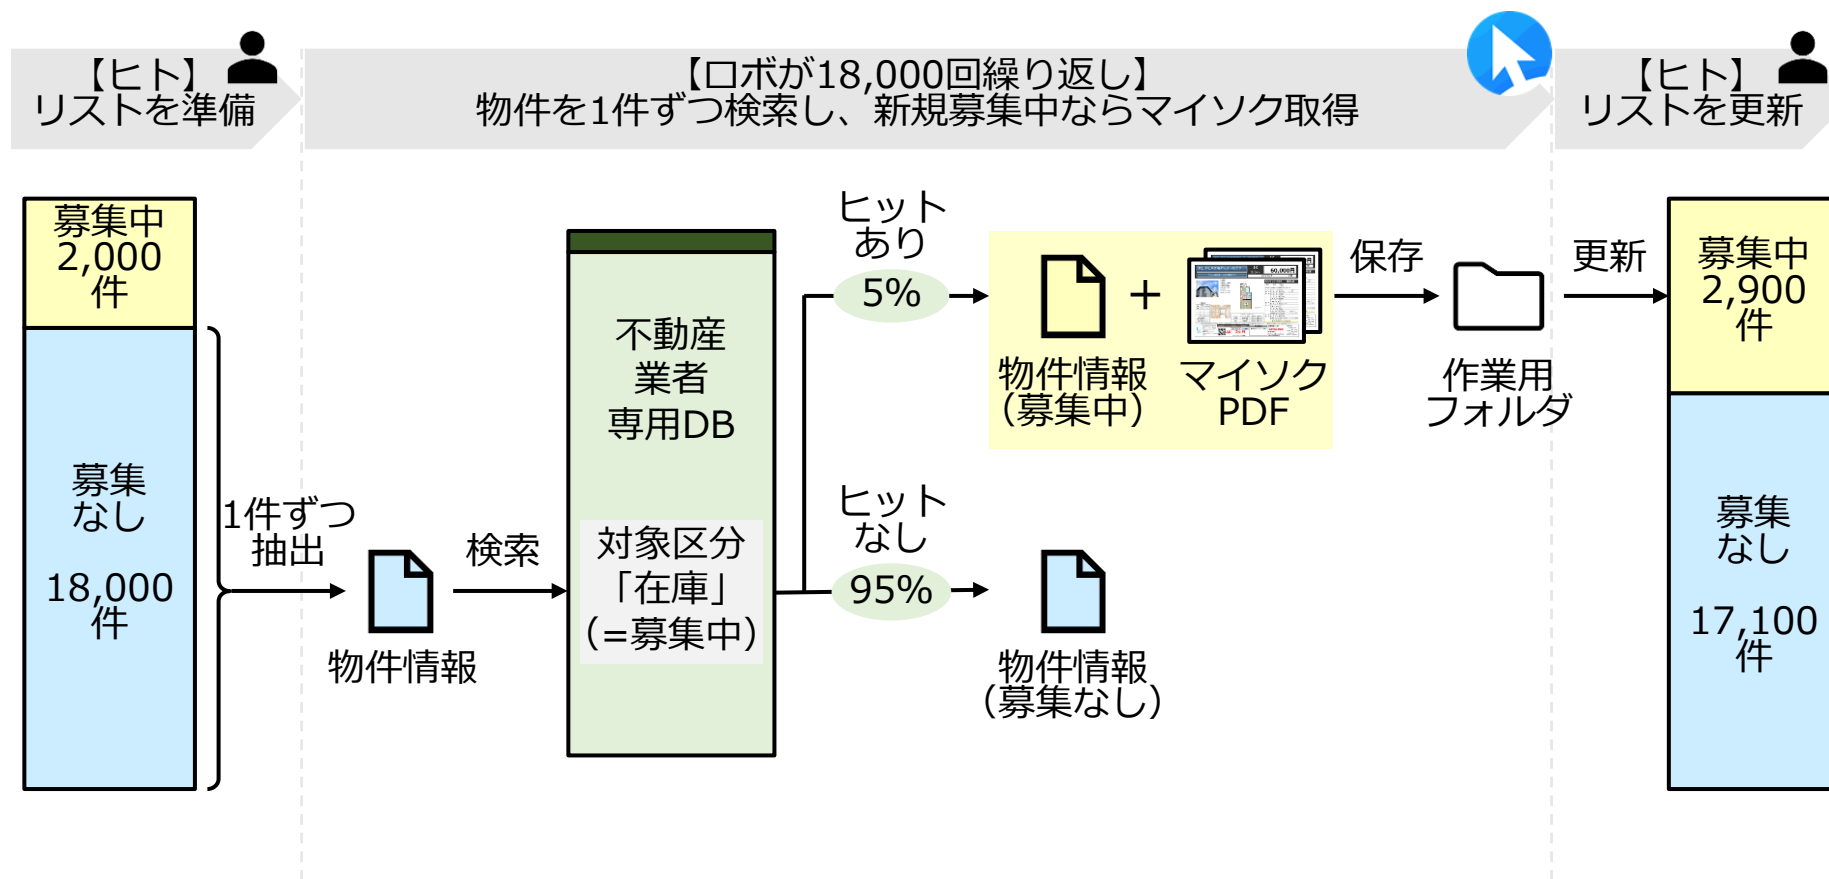 【ヒト】
リストを準備
【ロボが18,000回繰り返し】
物件を1件ずつ検索し、新規募集中ならマイソク取得
【ヒト】
リストを更新
募集中
2,000
件
募集
なし
18,000
件
1件ずつ
抽出
物件情報
検索
不動産
業者
専用DB
対象区分
「在庫」
(=募集中)
ヒット
あり
5%
ヒット
なし
95%
物件情報
(募集中)
+
60,000円
マイソク
PDF
物件情報
(募集なし)
保存
作業用
フォルダ
更新
募集中
2,900
件
募集
なし
17,100
件